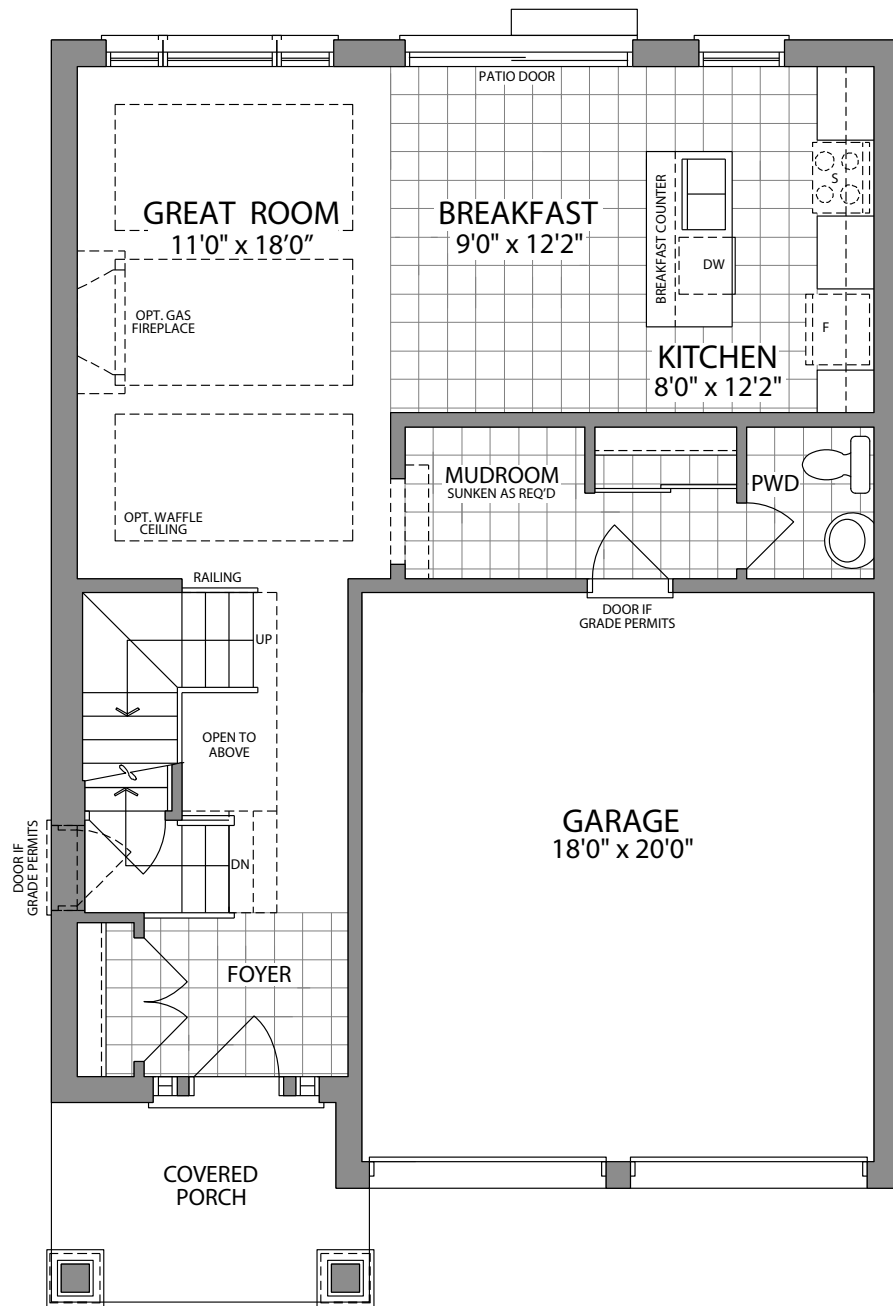 PATIO DOOR
GREAT ROOM
11'0" x 18'0"
BREAKFAST
9'0" x 12'2"
BREAKFAST COUNTER
DW
S
F
OPT. GAS
FIREPLACE
KITCHEN
8'0" x 12'2"
OPT. WAFFLE
CEILING
MUDROOM
SUNKEN AS REQ'D
PWD
RAILING
UP
DOOR IF
GRADE PERMITS
OPEN TO
ABOVE
GARAGE
18'0" x 20'0"
DOOR IF
GRADE PERMITS
DN
FOYER
COVERED
PORCH